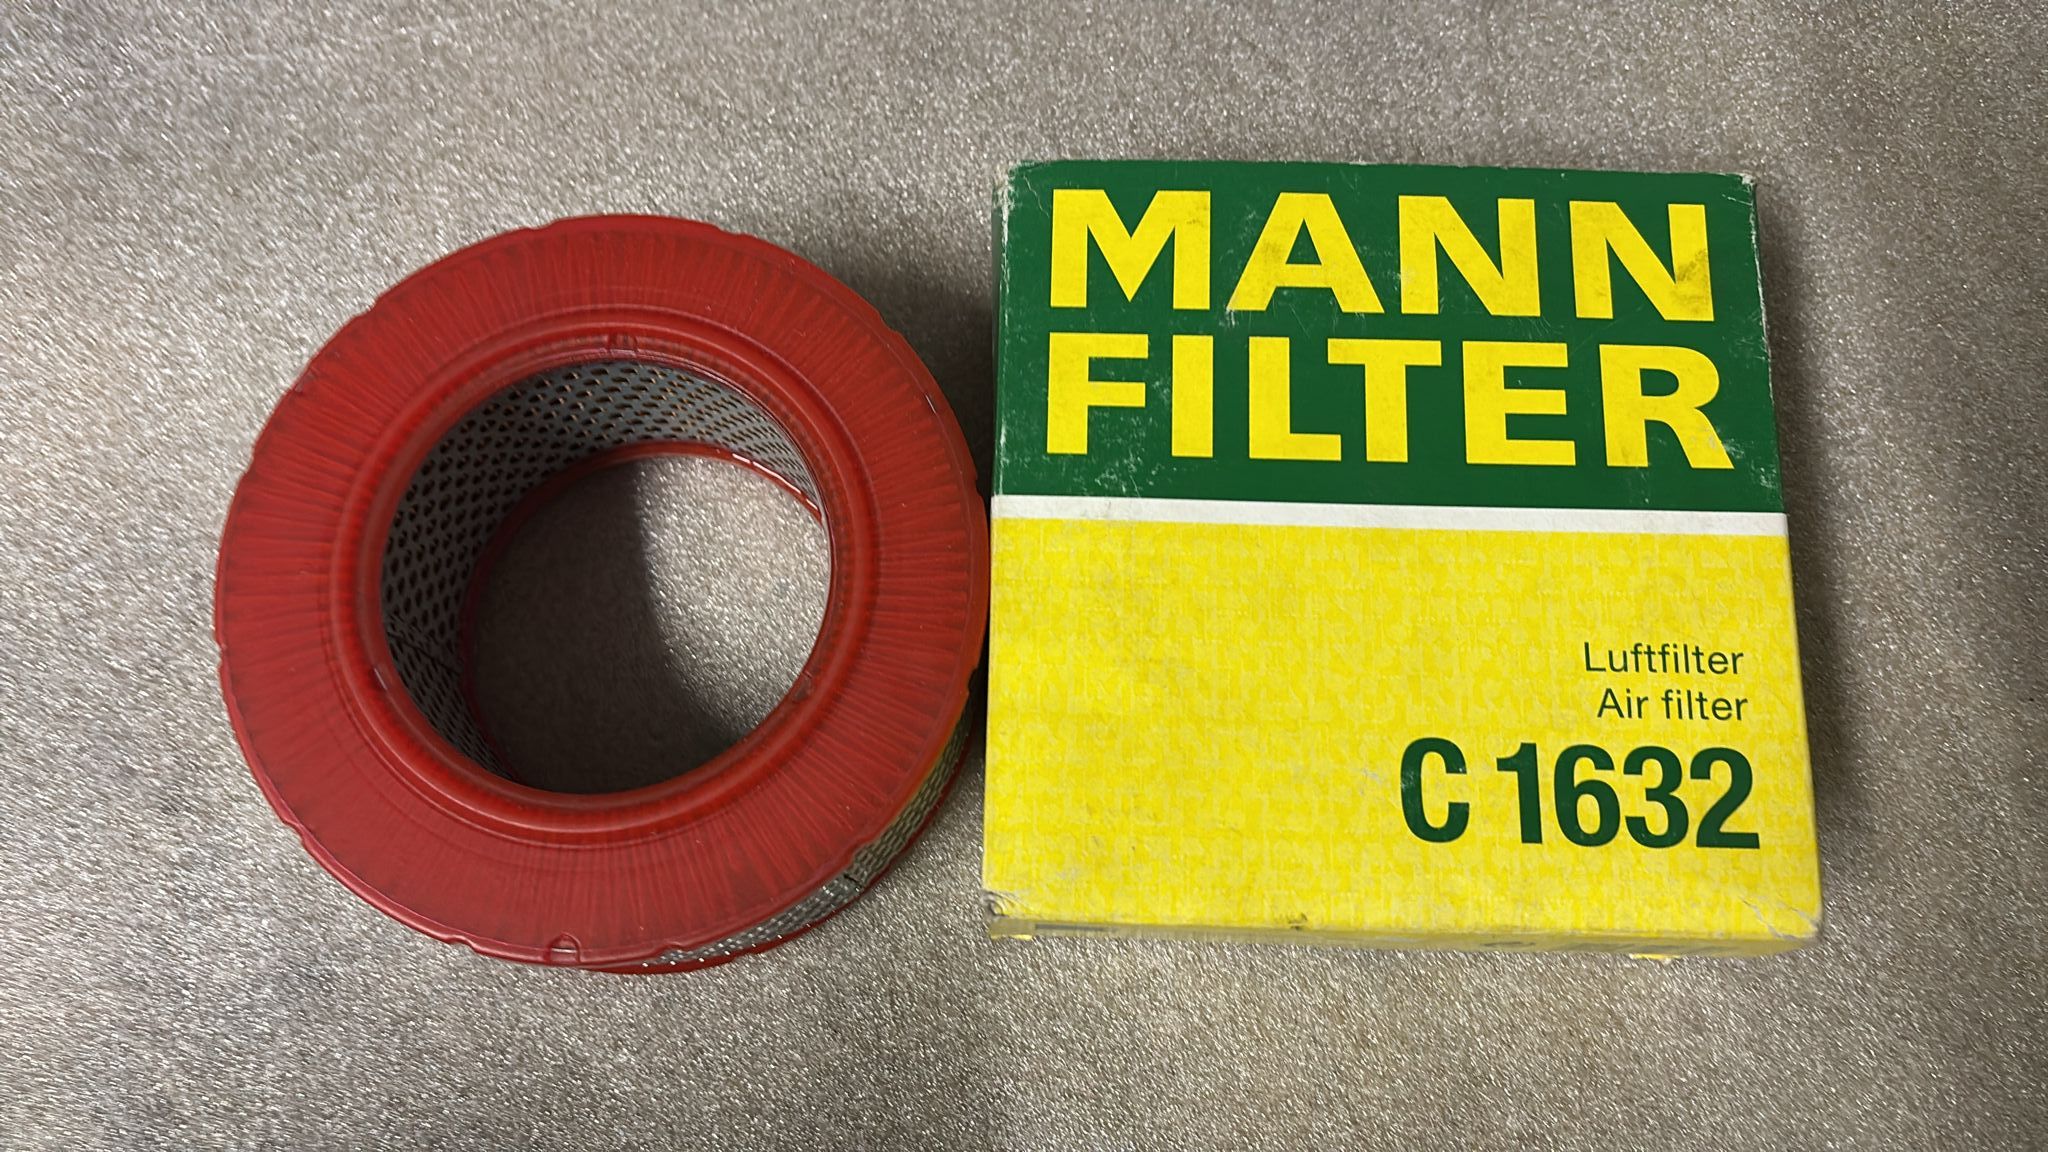 MANN
FILTER
Luftfilter
Air filter
C 1632